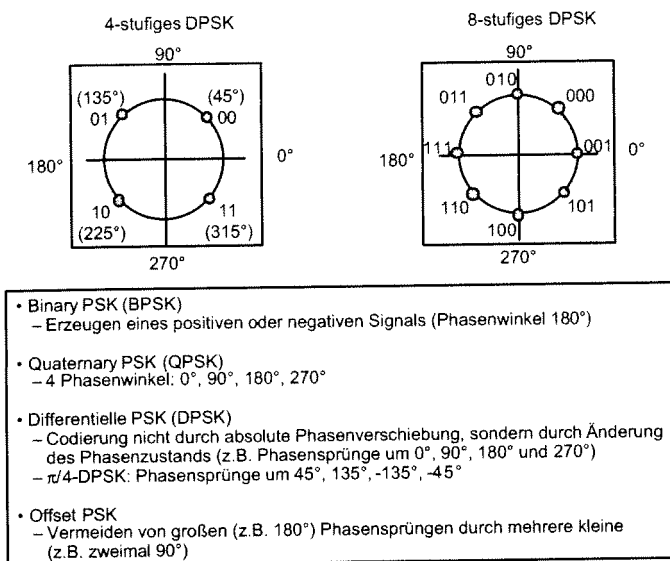 4-stufiges DPSK
90°
(135°) (45°)
01 00
180° 0°
10 11
(225°) (315°)
270°
8-stufiges DPSK
90°
010
011 000
180° 111 001 0°
110 101
100
270°
• Binary PSK (BPSK)
– Erzeugen eines positiven oder negativen Signals (Phasenwinkel 180°)
• Quaternary PSK (QPSK)
– 4 Phasenwinkel: 0°, 90°, 180°, 270°
• Differentielle PSK (DPSK)
– Codierung nicht durch absolute Phasenverschiebung, sondern durch Änderung
des Phasenzustands (z.B. Phasensprünge um 0°, 90°, 180° und 270°)
– π/4-DPSK: Phasensprünge um 45°, 135°, -135°, -45°
• Offset PSK
– Vermeiden von großen (z.B. 180°) Phasensprüngen durch mehrere kleine
(z.B. zweimal 90°)